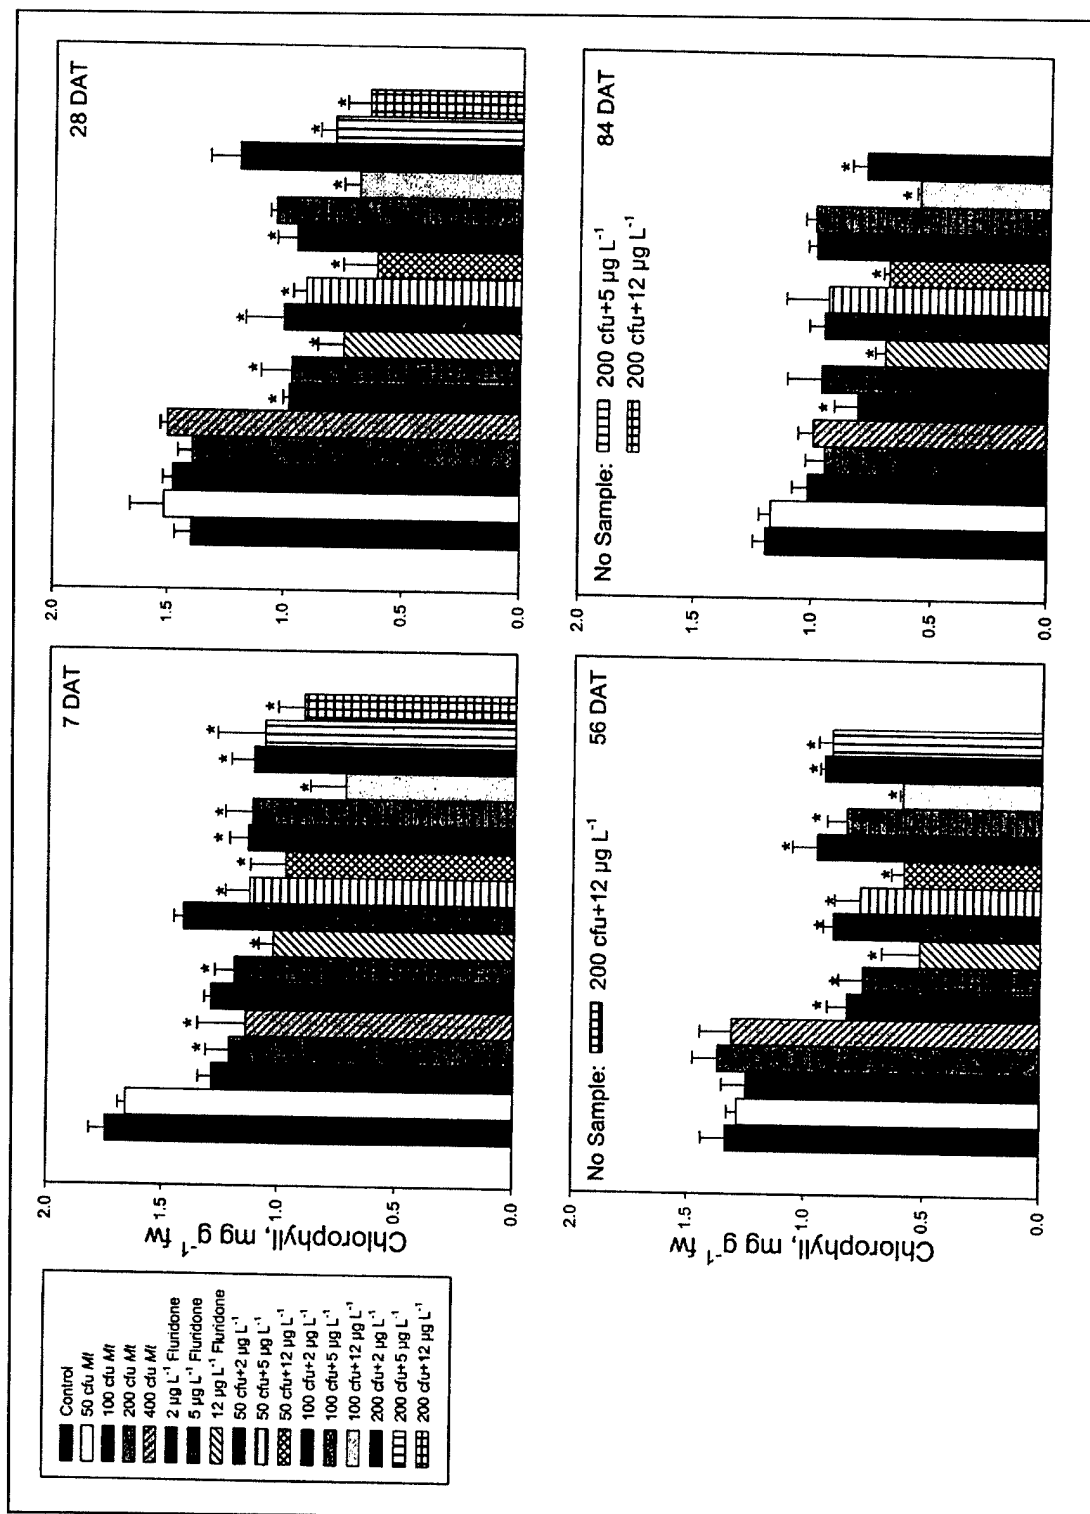 Control
50 cfu Mt
100 cfu Mt
200 cfu Mt
400 cfu Mt
2 µg L⁻¹ Fluridone
5 µg L⁻¹ Fluridone
12 µg L⁻¹ Fluridone
50 cfu+2 µg L⁻¹
50 cfu+5 µg L⁻¹
50 cfu+12 µg L⁻¹
100 cfu+2 µg L⁻¹
100 cfu+5 µg L⁻¹
100 cfu+12 µg L⁻¹
200 cfu+2 µg L⁻¹
200 cfu+5 µg L⁻¹
200 cfu+12 µg L⁻¹
Chlorophyll, mg g⁻¹ fw
2.0
1.5
1.0
0.5
0.0
7 DAT
* * * * * * * * * * * *
2.0
1.5
1.0
0.5
0.0
28 DAT
* * * * * * * * * *
Chlorophyll, mg g⁻¹ fw
2.0
1.5
1.0
0.5
0.0
56 DAT
No Sample: 200 cfu+12 µg L⁻¹
* * * * * * * * * * *
2.0
1.5
1.0
0.5
0.0
84 DAT
No Sample: 200 cfu+5 µg L⁻¹
200 cfu+12 µg L⁻¹
* * * * *